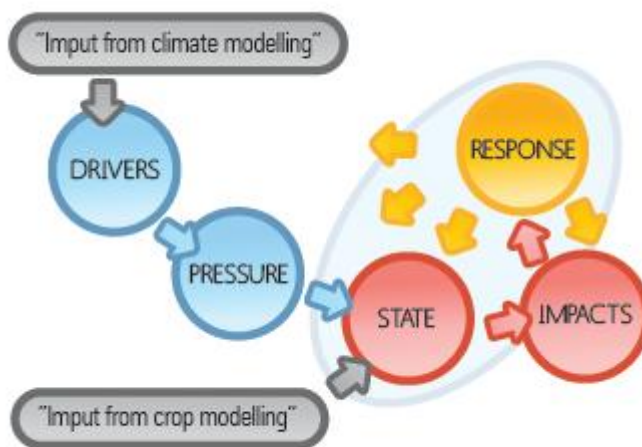 "Imput from climate modelling"
DRIVERS
RESPONSE
PRESSURE
STATE
IMPACTS
"Imput from crop modelling"